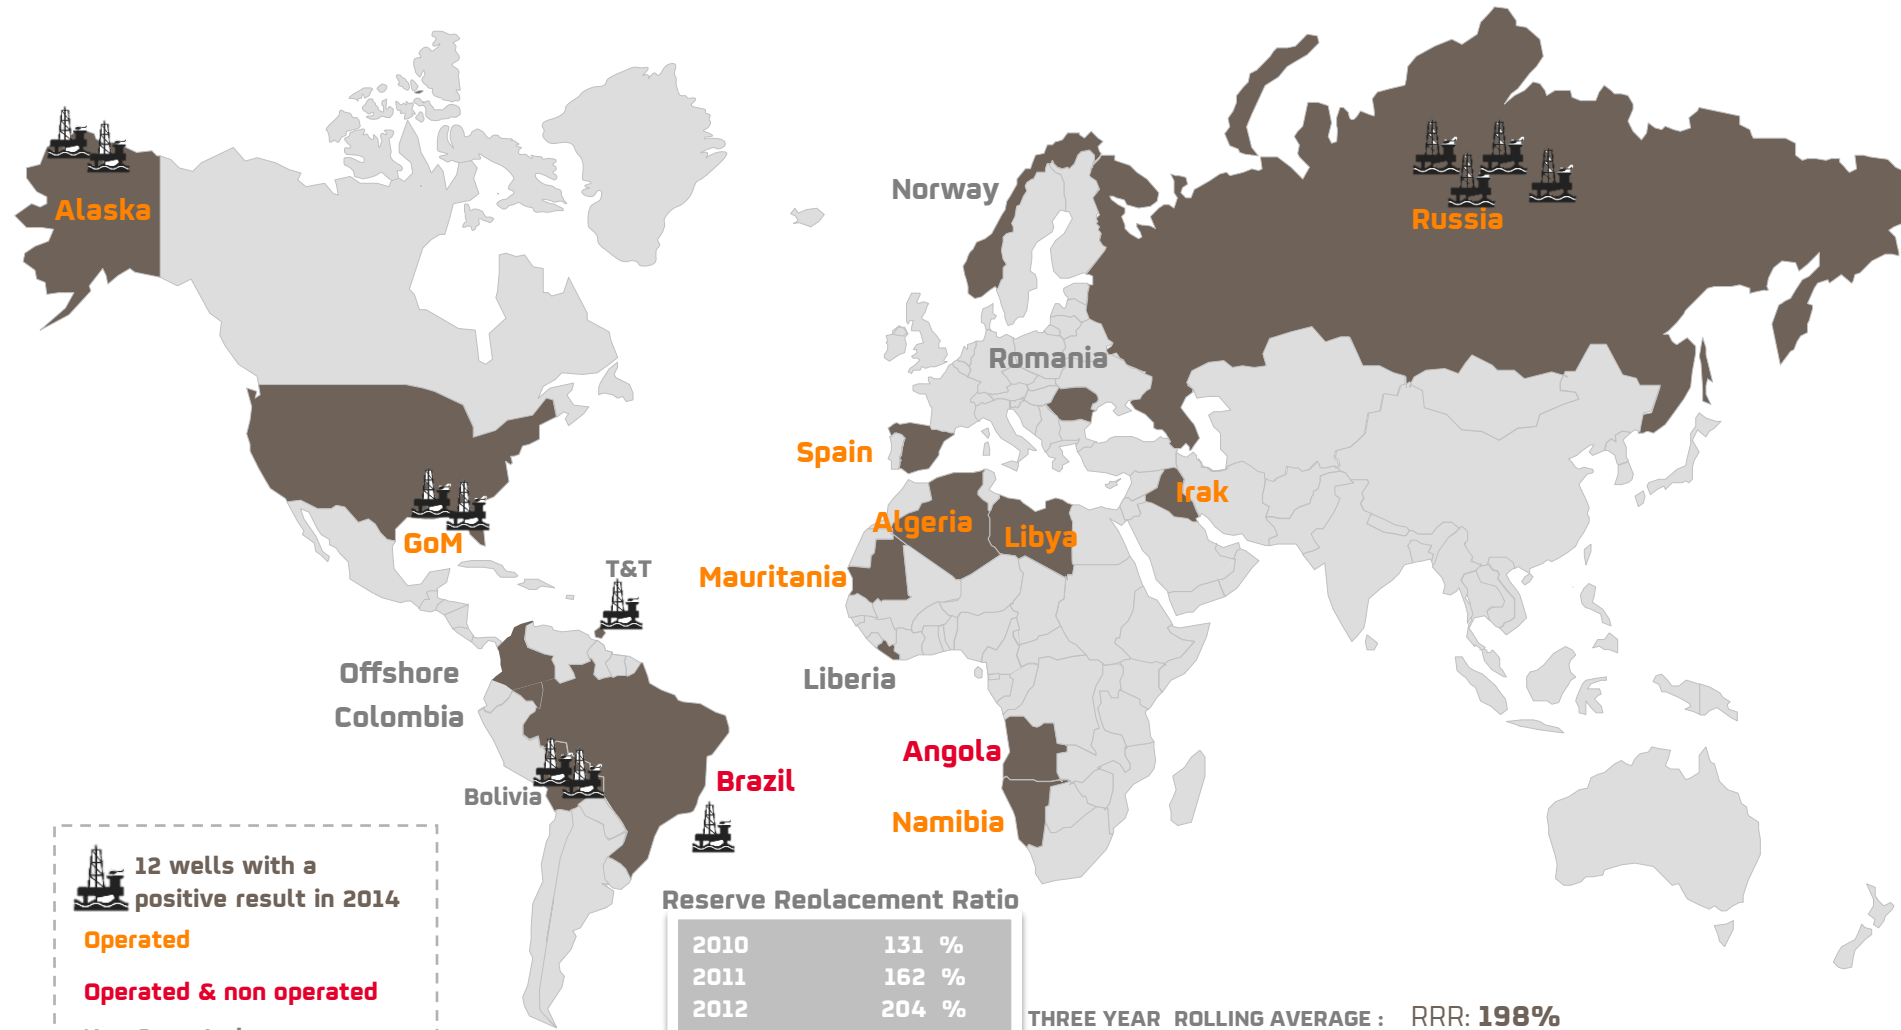 Norway
Alaska
Russia
Romania
Spain
Irak
Algeria
Libya
GoM
T&T
Mauritania
Offshore
Colombia
Liberia
Angola
Brazil
Bolivia
Namibia
12 wells with a
positive result in 2014
Operated
Operated & non operated
Reserve Replacement Ratio
2010 131 %
2011 162 %
2012 204 %
THREE YEAR ROLLING AVERAGE : RRR: 198%